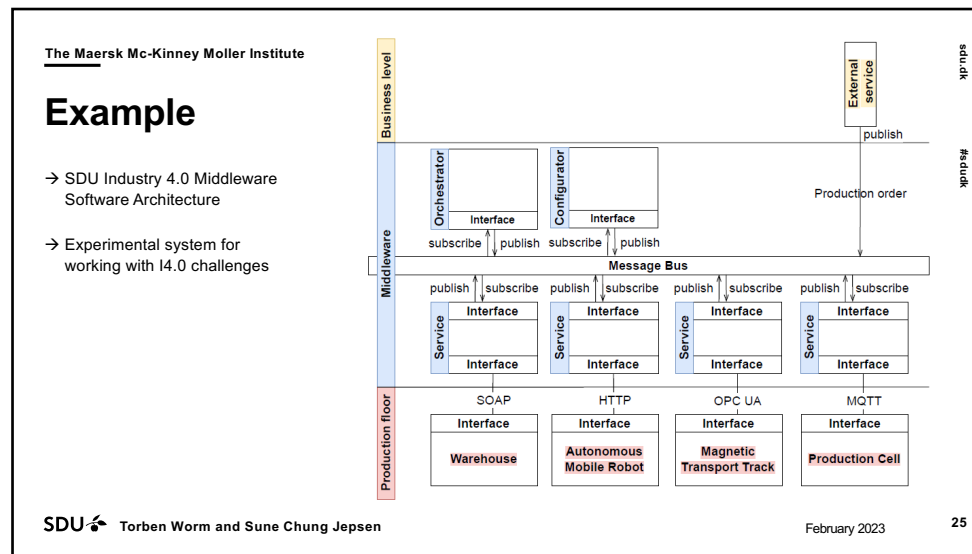 The Maersk Mc-Kinney Moller Institute
Example
→ SDU Industry 4.0 Middleware
Software Architecture
→ Experimental system for
working with I4.0 challenges
Business level
External
service
publish
Production order
Middleware
Orchestrator
Interface
Configurator
Interface
subscribe
publish
subscribe
publish
Message Bus
publish
subscribe
publish
subscribe
publish
subscribe
publish
subscribe
Service
Interface
Interface
Service
Interface
Interface
Service
Interface
Interface
Service
Interface
Interface
Production floor
SOAP
HTTP
OPC UA
MQTT
Interface
Warehouse
Interface
Autonomous
Mobile Robot
Interface
Magnetic
Transport Track
Interface
Production Cell
sdu.dk
#sdudk
SDU
Torben Worm and Sune Chung Jepsen
February 2023
25